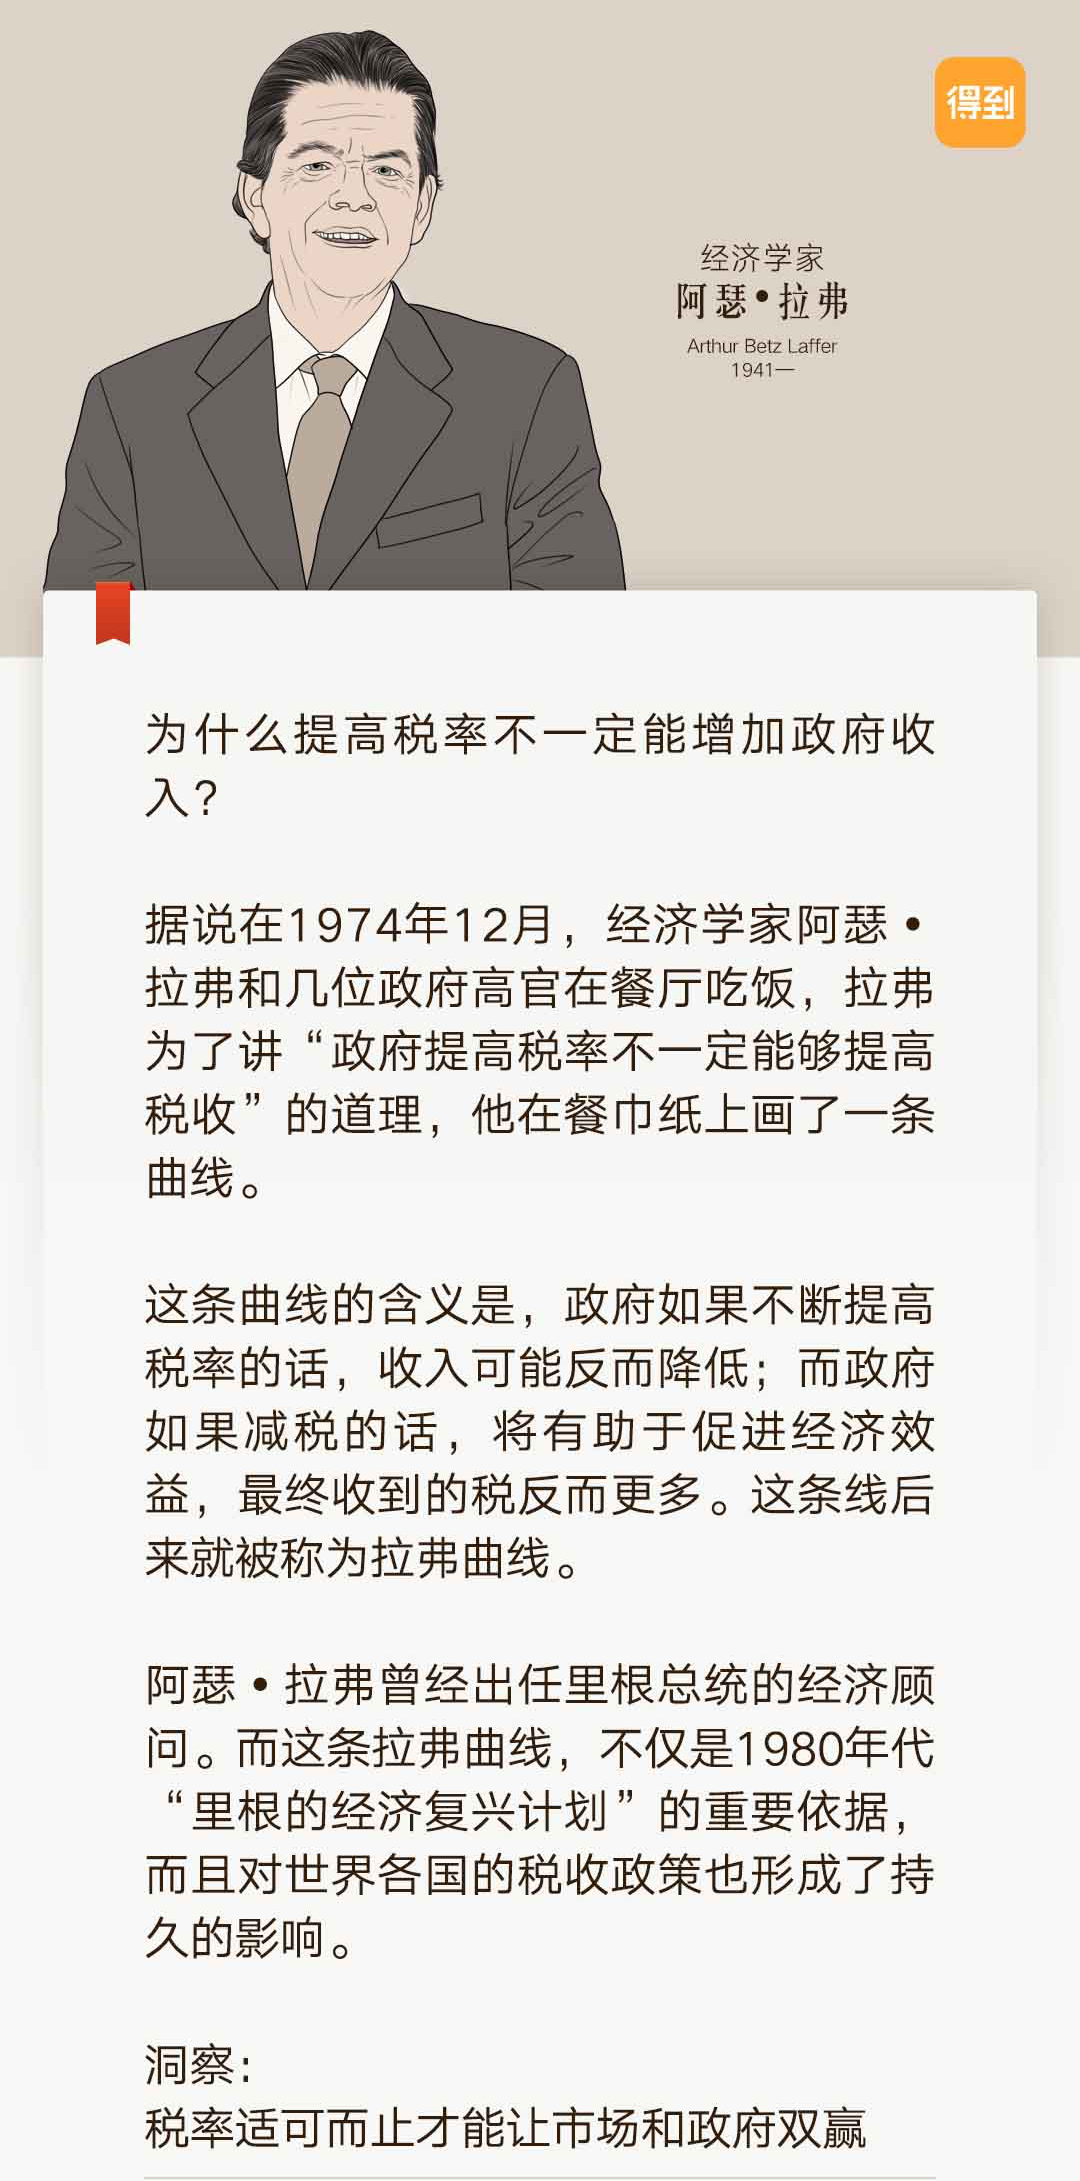 得到
经济学家
阿瑟•拉弗
Arthur Betz Laffer
1941—
为什么提高税率不一定能增加政府收
入?
据说在1974年12月，经济学家阿瑟•
拉弗和几位政府高官在餐厅吃饭，拉弗
为了讲“政府提高税率不一定能够提高
税收”的道理，他在餐巾纸上画了一条
曲线。
这条曲线的含义是，政府如果不断提高
税率的话，收入可能反而降低；而政府
如果减税的话，将有助于促进经济效
益，最终收到的税反而更多。这条线后
来就被称为拉弗曲线。
阿瑟•拉弗曾经出任里根总统的经济顾
问。而这条拉弗曲线，不仅是1980年代
“里根的经济复兴计划”的重要依据，
而且对世界各国的税收政策也形成了持
久的影响。
洞察：
税率适可而止才能让市场和政府双赢